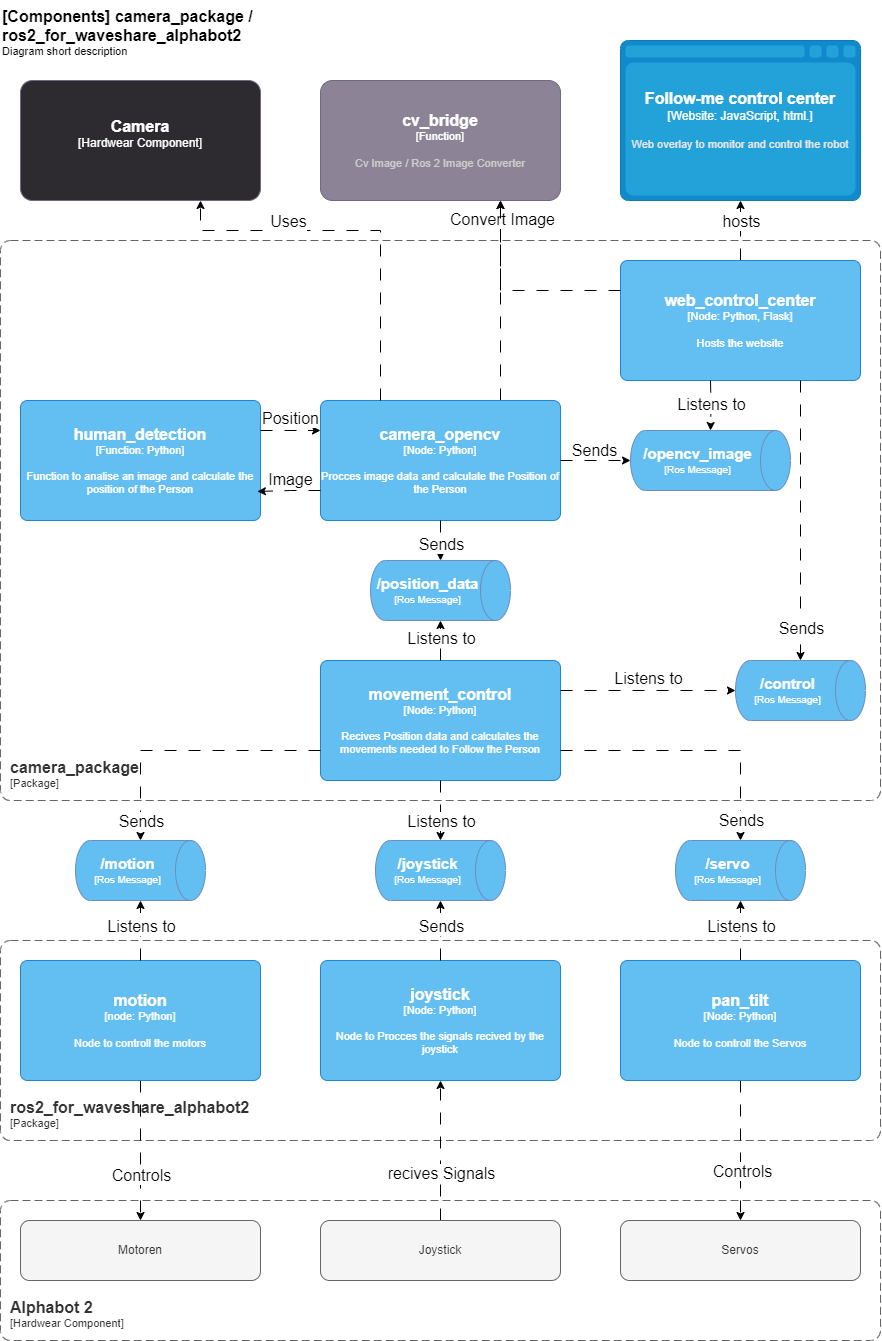 [Components] camera_package /
ros2_for_waveshare_alphabot2
Diagram short description
Camera
[Hardwear Component]
cv_bridge
[Function]
Cv Image / Ros 2 Image Converter
Follow-me control center
[Website: JavaScript, html.]
Web overlay to monitor and control the robot
Uses
Convert Image
hosts
web_control_center
[Node: Python, Flask]
Hosts the website
human_detection
[Function: Python]
Function to analise an image and calculate the
position of the Person
Position
Image
camera_opencv
[Node: Python]
Procces image data and calculate the Position of
the Person
Sends
Listens to
/opencv_image
[Ros Message]
Sends
/position_data
[Ros Message]
Listens to
Sends
movement_control
[Node: Python]
Recives Position data and calculates the
movements needed to Follow the Person
Listens to
/control
[Ros Message]
camera_package
[Package]
Sends
Listens to
Sends
/motion
[Ros Message]
/joystick
[Ros Message]
/servo
[Ros Message]
Listens to
Sends
Listens to
motion
[node: Python]
Node to controll the motors
joystick
[Node: Python]
Node to Procces the signals recived by the
joystick
pan_tilt
[Node: Python]
Node to controll the Servos
ros2_for_waveshare_alphabot2
[Package]
Controls
recives Signals
Controls
Motoren
Joystick
Servos
Alphabot 2
[Hardwear Component]